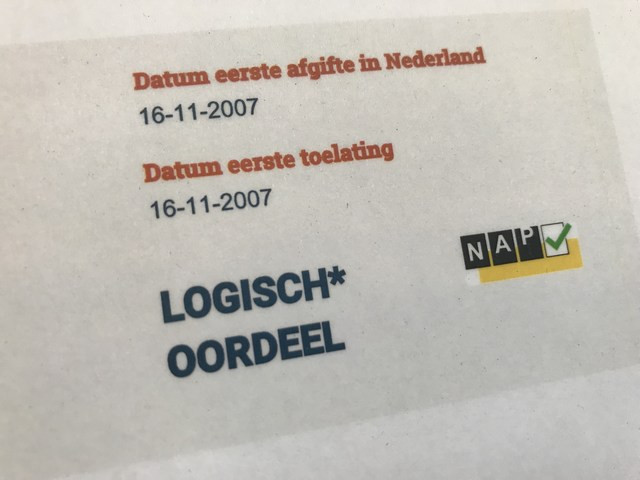 Datum eerste afgifte in Nederland
16-11-2007
Datum eerste toelating
16-11-2007
NAP
LOGISCH*
OORDEEL